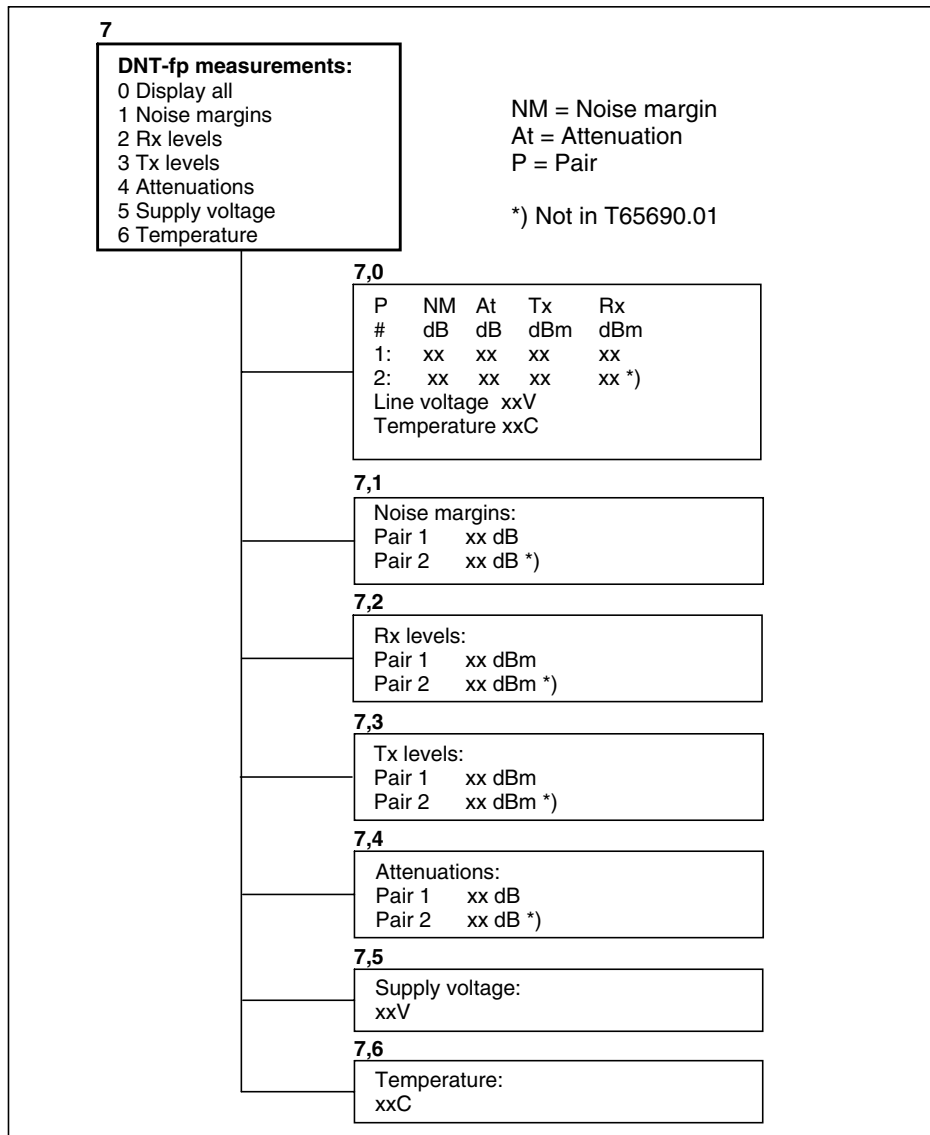 7
DNT-fp measurements:
0 Display all
1 Noise margins
2 Rx levels
3 Tx levels
4 Attenuations
5 Supply voltage
6 Temperature
NM = Noise margin
At = Attenuation
P = Pair
*) Not in T65690.01
7,0
P NM At Tx Rx
# dB dB dBm dBm
1: xx xx xx xx
2: xx xx xx xx *)
Line voltage xxV
Temperature xxC
7,1
Noise margins:
Pair 1 xx dB
Pair 2 xx dB *)
7,2
Rx levels:
Pair 1 xx dBm
Pair 2 xx dBm *)
7,3
Tx levels:
Pair 1 xx dBm
Pair 2 xx dBm *)
7,4
Attenuations:
Pair 1 xx dB
Pair 2 xx dB *)
7,5
Supply voltage:
xxV
7,6
Temperature:
xxC